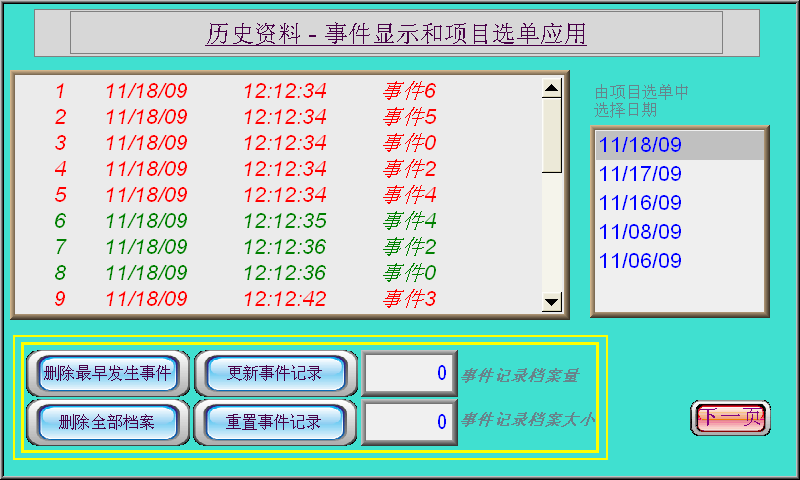 历史资料 - 事件显示和项目选单应用
1 11/18/09 12:12:34 事件6
2 11/18/09 12:12:34 事件5
3 11/18/09 12:12:34 事件0
4 11/18/09 12:12:34 事件2
5 11/18/09 12:12:34 事件4
6 11/18/09 12:12:35 事件4
7 11/18/09 12:12:36 事件2
8 11/18/09 12:12:36 事件0
9 11/18/09 12:12:42 事件3
由项目选单中
选择日期
11/18/09
11/17/09
11/16/09
11/08/09
11/06/09
删除最早发生事件 更新事件记录 0 事件记录档案量
删除全部档案 重置事件记录 0 事件记录档案大小
下一页